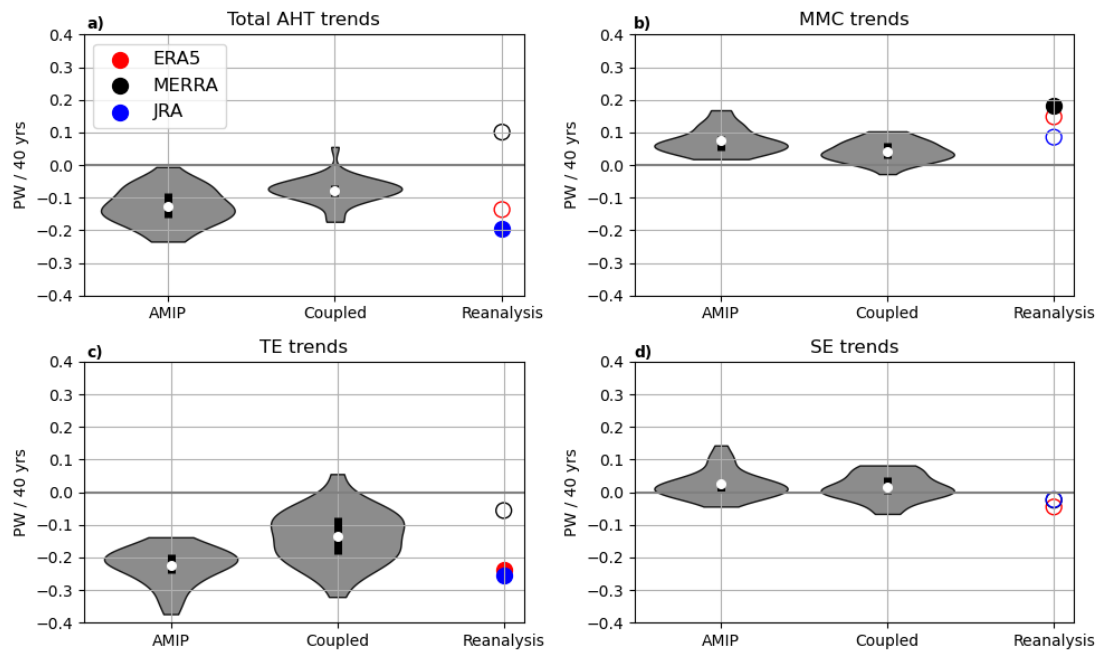 a) Total AHT trends
0.4
0.3
0.2
0.1
0.0
−0.1
−0.2
−0.3
−0.4
PW / 40 yrs
ERA5
MERRA
JRA
AMIP Coupled Reanalysis
b) MMC trends
0.4
0.3
0.2
0.1
0.0
−0.1
−0.2
−0.3
−0.4
PW / 40 yrs
AMIP Coupled Reanalysis
c) TE trends
0.4
0.3
0.2
0.1
0.0
−0.1
−0.2
−0.3
−0.4
PW / 40 yrs
AMIP Coupled Reanalysis
d) SE trends
0.4
0.3
0.2
0.1
0.0
−0.1
−0.2
−0.3
−0.4
PW / 40 yrs
AMIP Coupled Reanalysis